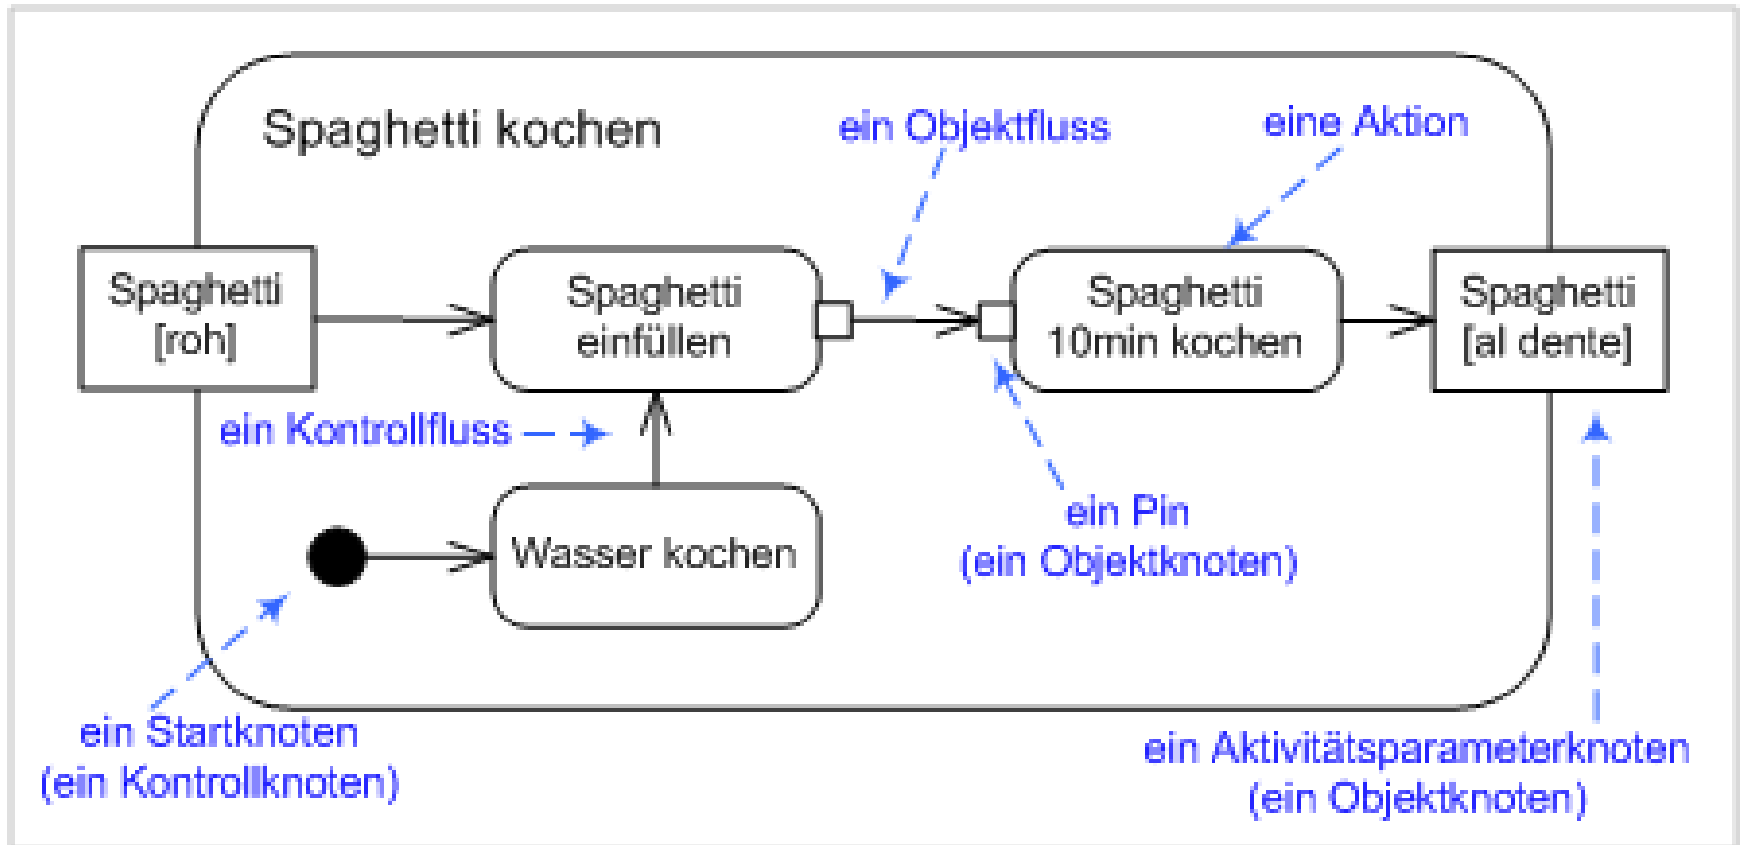 Spaghetti kochen
ein Objektfluss
eine Aktion
Spaghetti
[roh]
Spaghetti
einfüllen
Spaghetti
10min kochen
Spaghetti
[al dente]
ein Kontrollfluss
Wasser kochen
ein Pin
(ein Objektknoten)
ein Startknoten
(ein Kontrollknoten)
ein Aktivitätsparameterknoten
(ein Objektknoten)